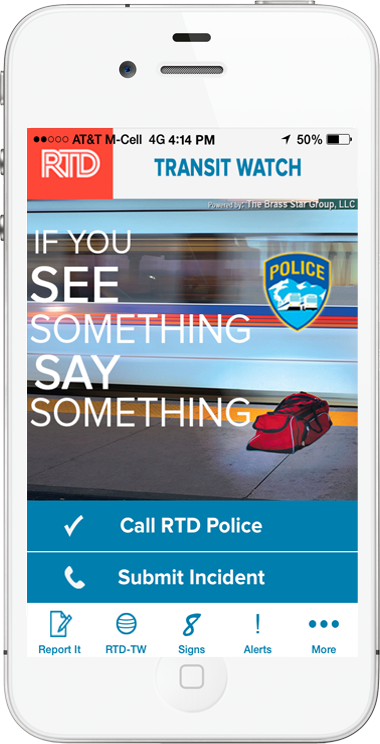 AT&T M-Cell 4G 4:14 PM 50%
RTD
TRANSIT WATCH
Powered by: The Brass Star Group, LLC
IF YOU
SEE
SOMETHING
SAY
SOMETHING
POLICE
Call RTD Police
Submit Incident
Report It RTD-TW Signs Alerts More